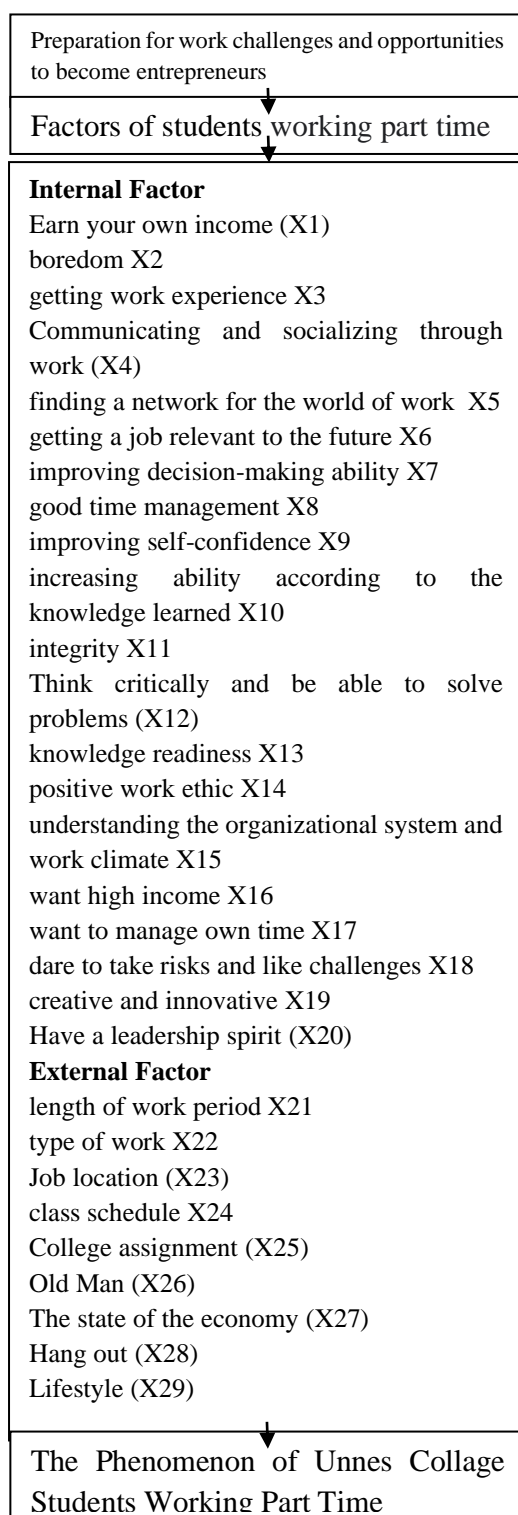 Preparation for work challenges and opportunities
to become entrepreneurs
Factors of students working part time
Internal Factor
Earn your own income (X1)
boredom X2
getting work experience X3
Communicating and socializing through
work (X4)
finding a network for the world of work X5
getting a job relevant to the future X6
improving decision-making ability X7
good time management X8
improving self-confidence X9
increasing ability according to the
knowledge learned X10
integrity X11
Think critically and be able to solve
problems (X12)
knowledge readiness X13
positive work ethic X14
understanding the organizational system and
work climate X15
want high income X16
want to manage own time X17
dare to take risks and like challenges X18
creative and innovative X19
Have a leadership spirit (X20)
External Factor
length of work period X21
type of work X22
Job location (X23)
class schedule X24
College assignment (X25)
Old Man (X26)
The state of the economy (X27)
Hang out (X28)
Lifestyle (X29)
The Phenomenon of Unnes Collage
Students Working Part Time